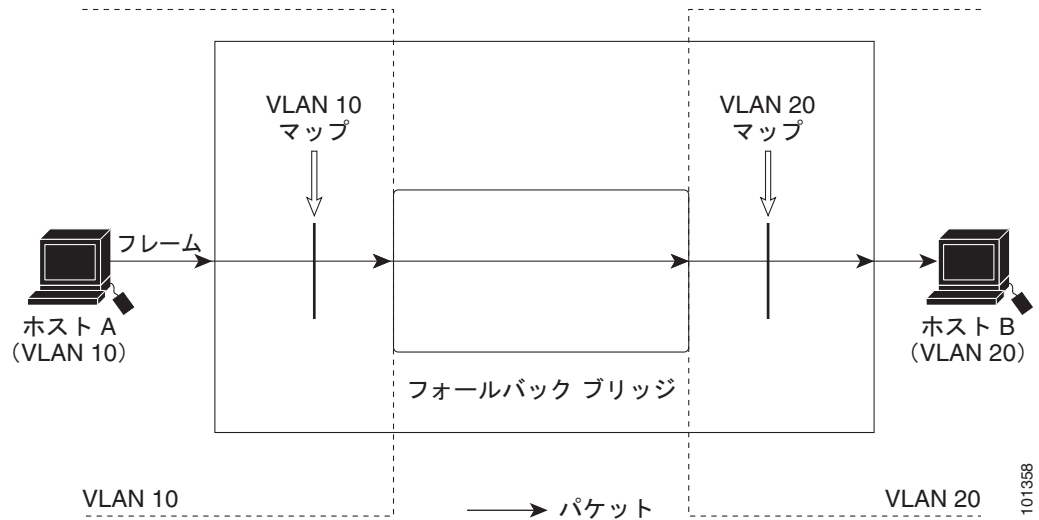 VLAN 10
マップ
VLAN 20
マップ
フレーム
ホスト A
(VLAN 10)
ホスト B
(VLAN 20)
フォールバック ブリッジ
VLAN 10
パケット
VLAN 20
101358